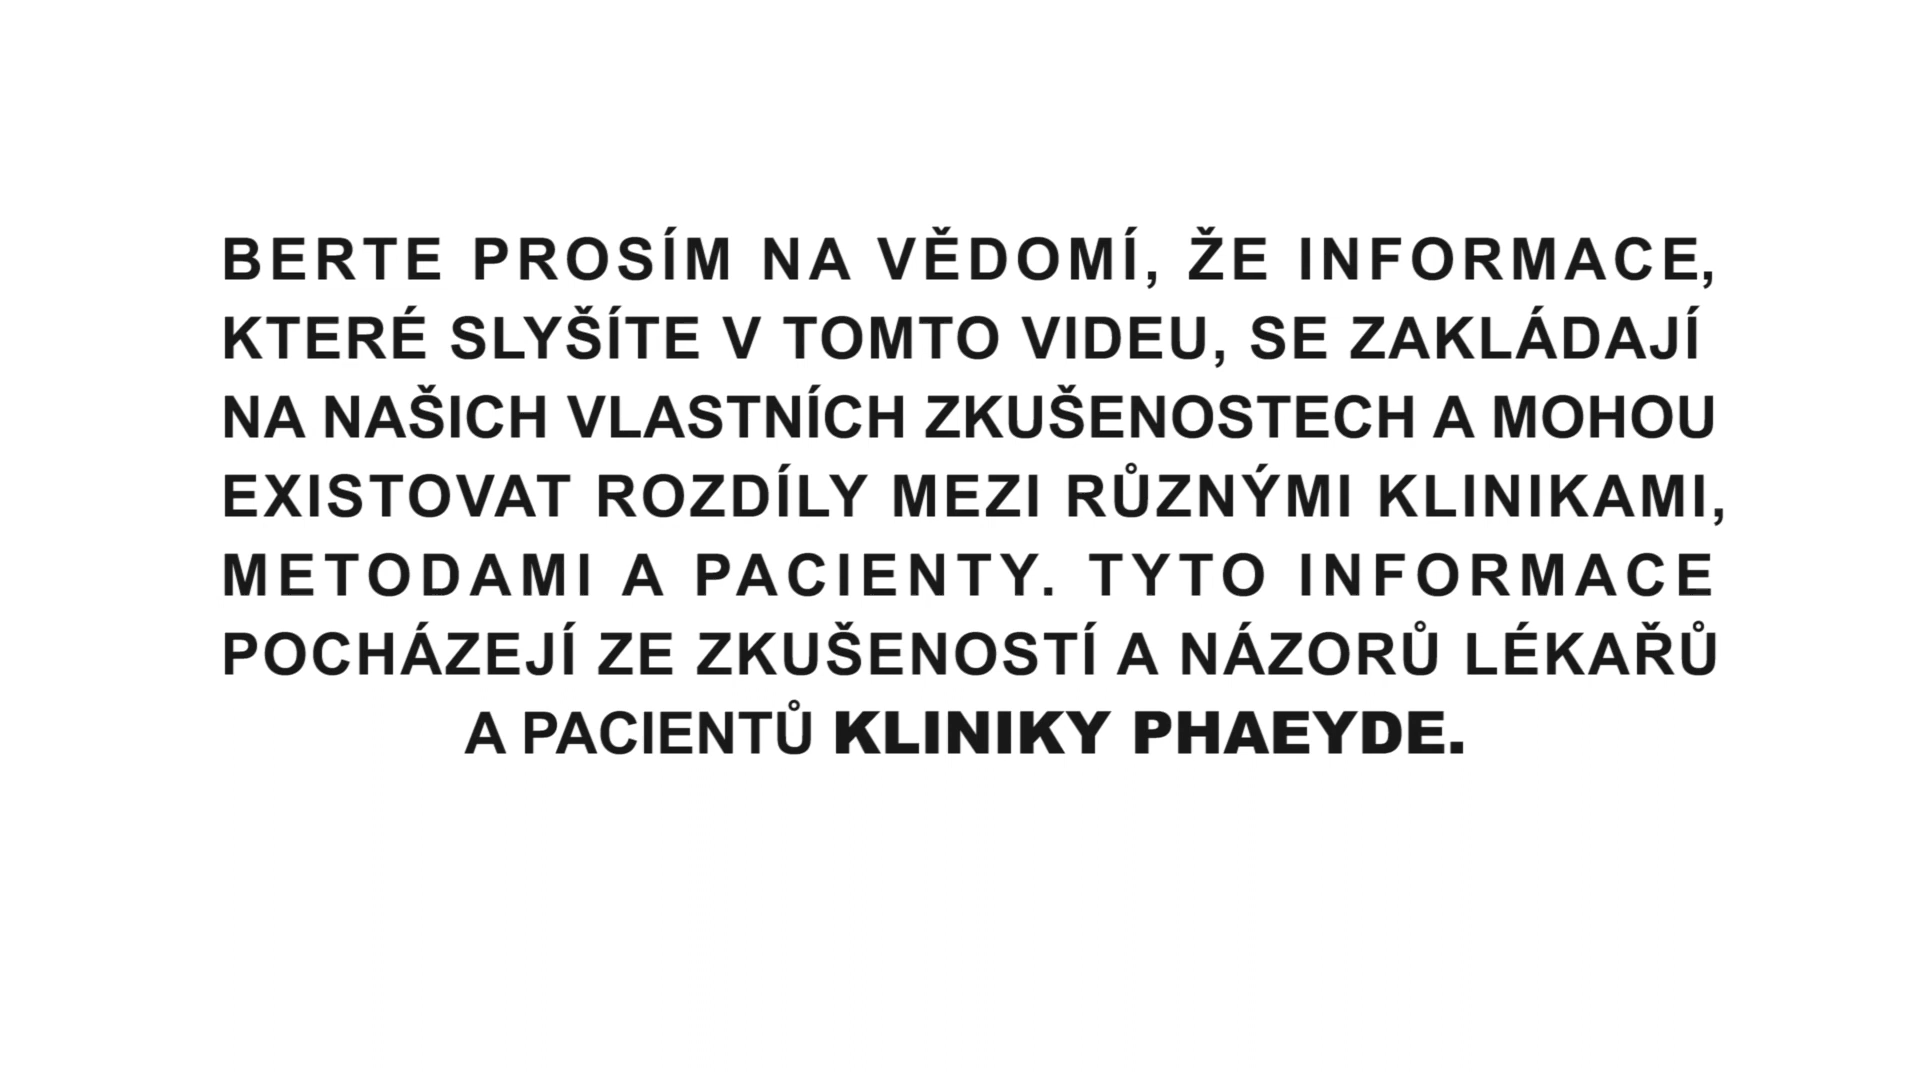 BERTE PROSÍM NA VĚDOMÍ, ŽE INFORMACE,
KTERÉ SLYŠÍTE V TOMTO VIDEU, SE ZAKLÁDAJÍ
NA NAŠICH VLASTNÍCH ZKUŠENOSTECH A MOHOU
EXISTOVAT ROZDÍLY MEZI RŮZNÝMI KLINIKAMI,
METODAMI A PACIENTY. TYTO INFORMACE
POCHÁZEJÍ ZE ZKUŠENOSTÍ A NÁZORŮ LÉKAŘŮ
A PACIENTŮ KLINIKY PHAEYDE.